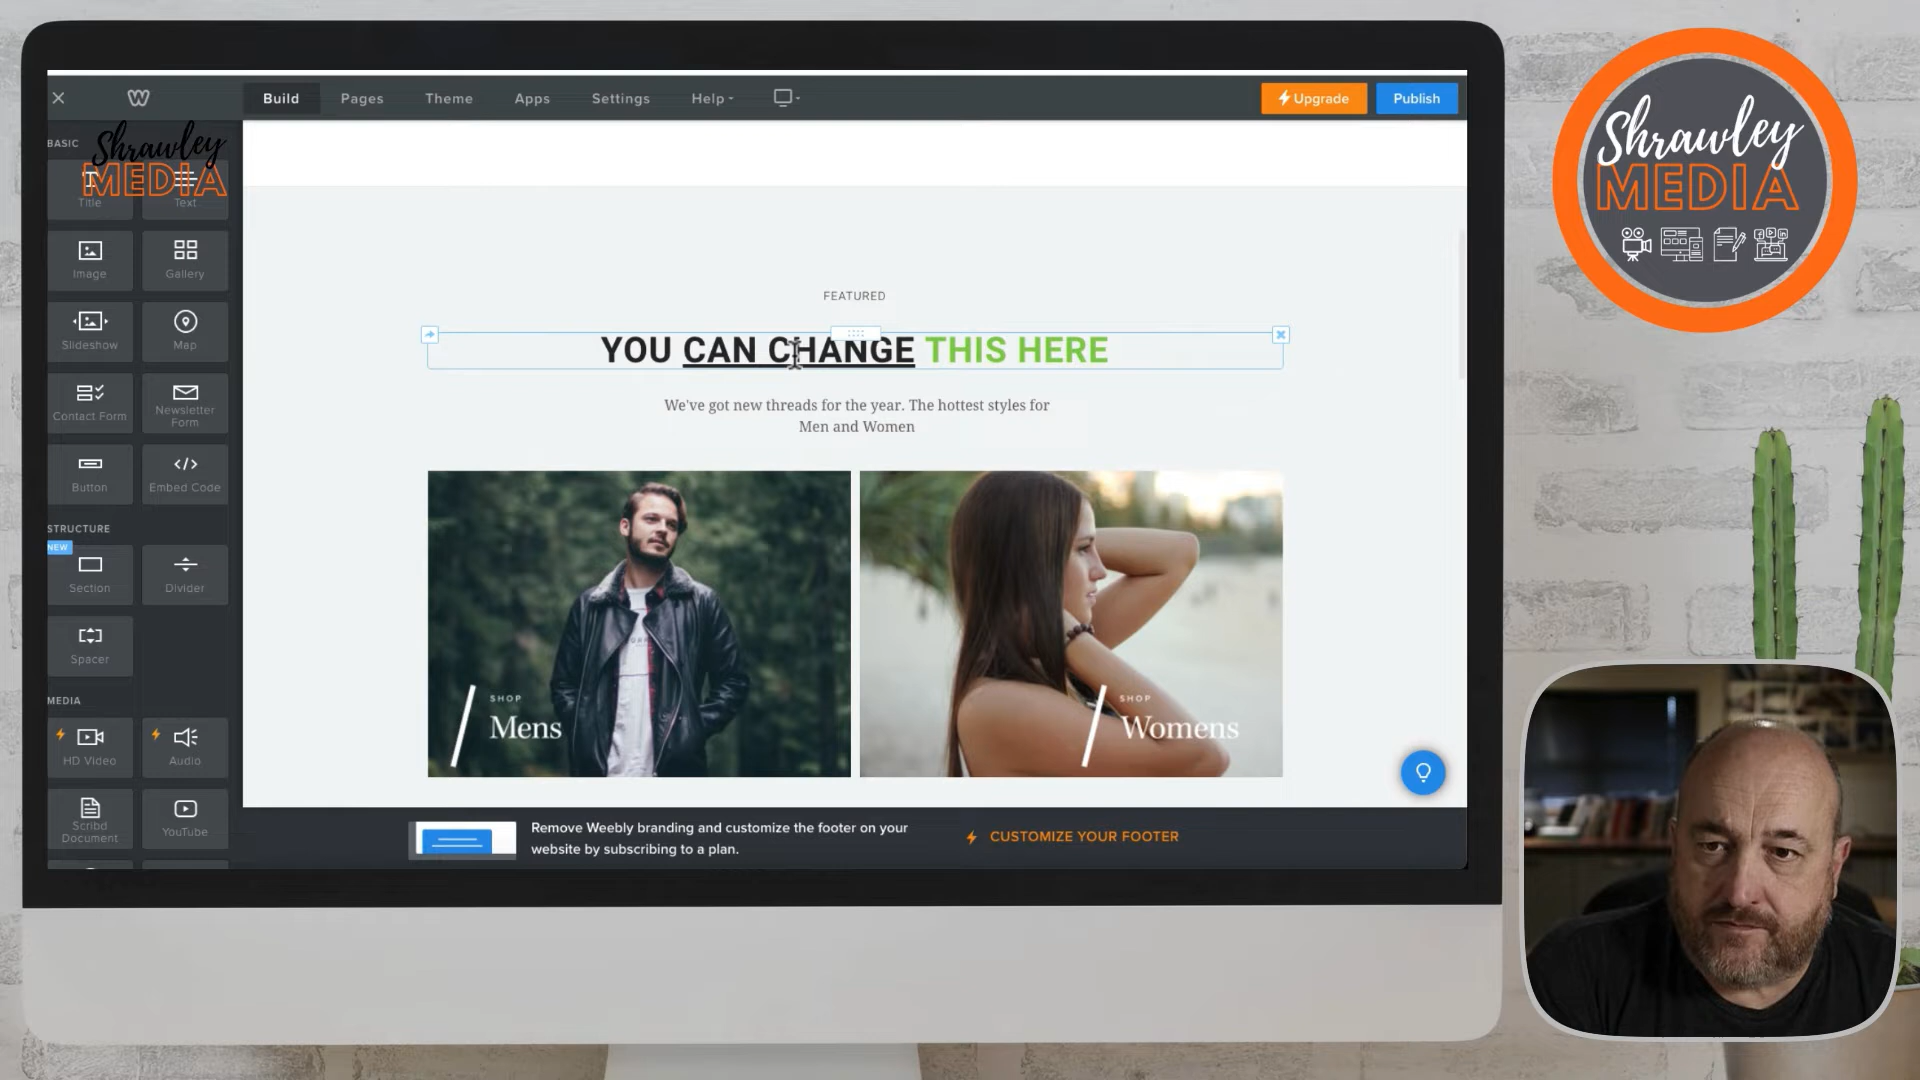 Build
Pages
Theme
Apps
Settings
Help
Upgrade
Publish
BASIC
Shrawley
MEDIA
Title
Text
Image
Gallery
Slideshow
Map
Contact Form
Newsletter
Form
Button
Embed Code
STRUCTURE
NEW
Section
Divider
Spacer
MEDIA
HD Video
Audio
Scribd
Document
YouTube
FEATURED
YOU CAN CHANGE THIS HERE
We've got new threads for the year. The hottest styles for
Men and Women
SHOP
Mens
SHOP
Womens
Remove Weebly branding and customize the footer on your
website by subscribing to a plan.
CUSTOMIZE YOUR FOOTER
Shrawley
MEDIA